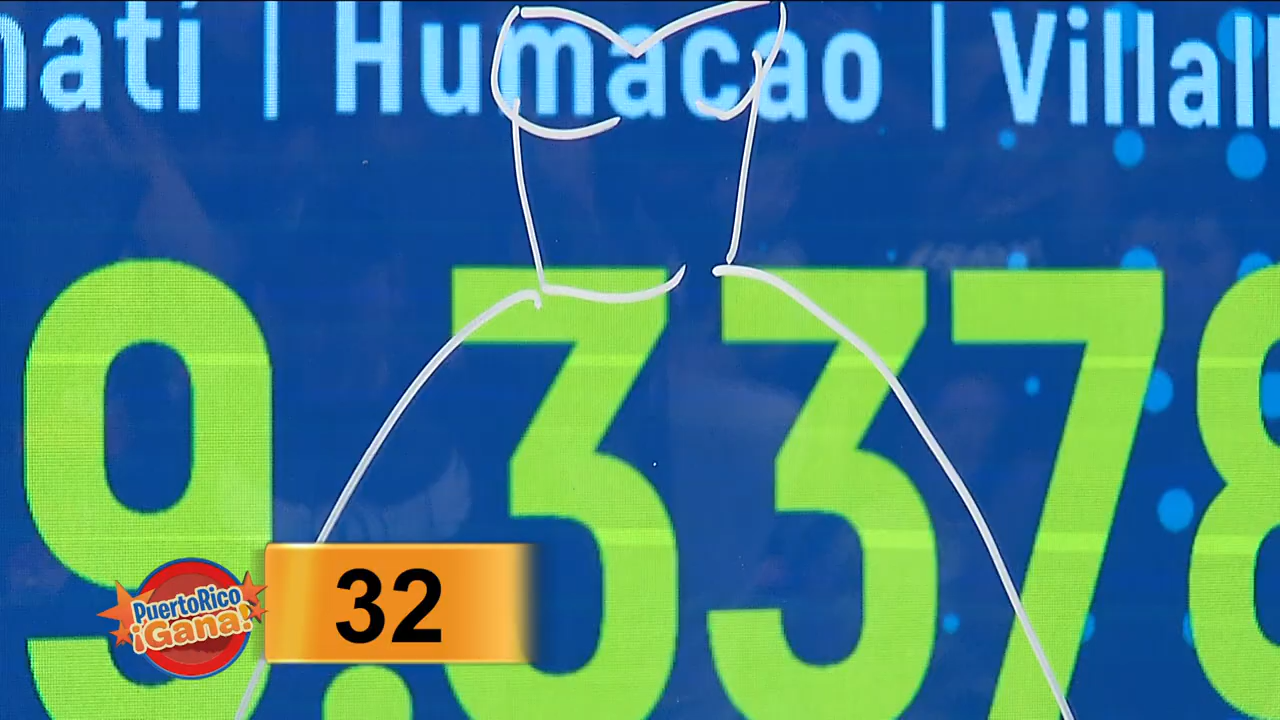 natí | Humacao | Villal
9.3378
PuertoRico
¡Gana!
32